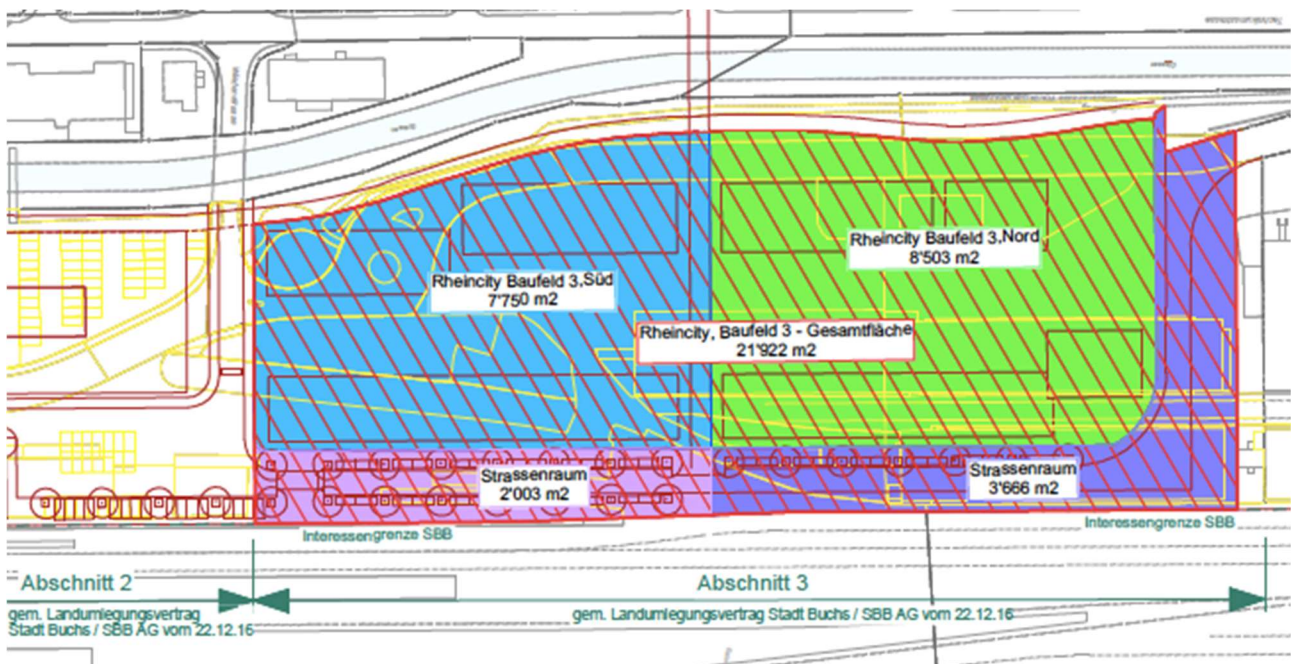 Rheincity Baufeld 3.Nord
8'503 m2
Rheincity Baufeld 3.Süd
7'750 m2
Rheincity, Baufeld 3 - Gesamtfläche
21'922 m2
Strassenraum
2'003 m2
Strassenraum
3'666 m2
Interessengrenze SBB
Interessengrenze SBB
Abschnitt 2
Abschnitt 3
gem. Landumlegungsvertrag
Stadt Buchs / SBB AG vom 22.12.16
gem. Landumlegungsvertrag Stadt Buchs / SBB AG vom 22.12.16